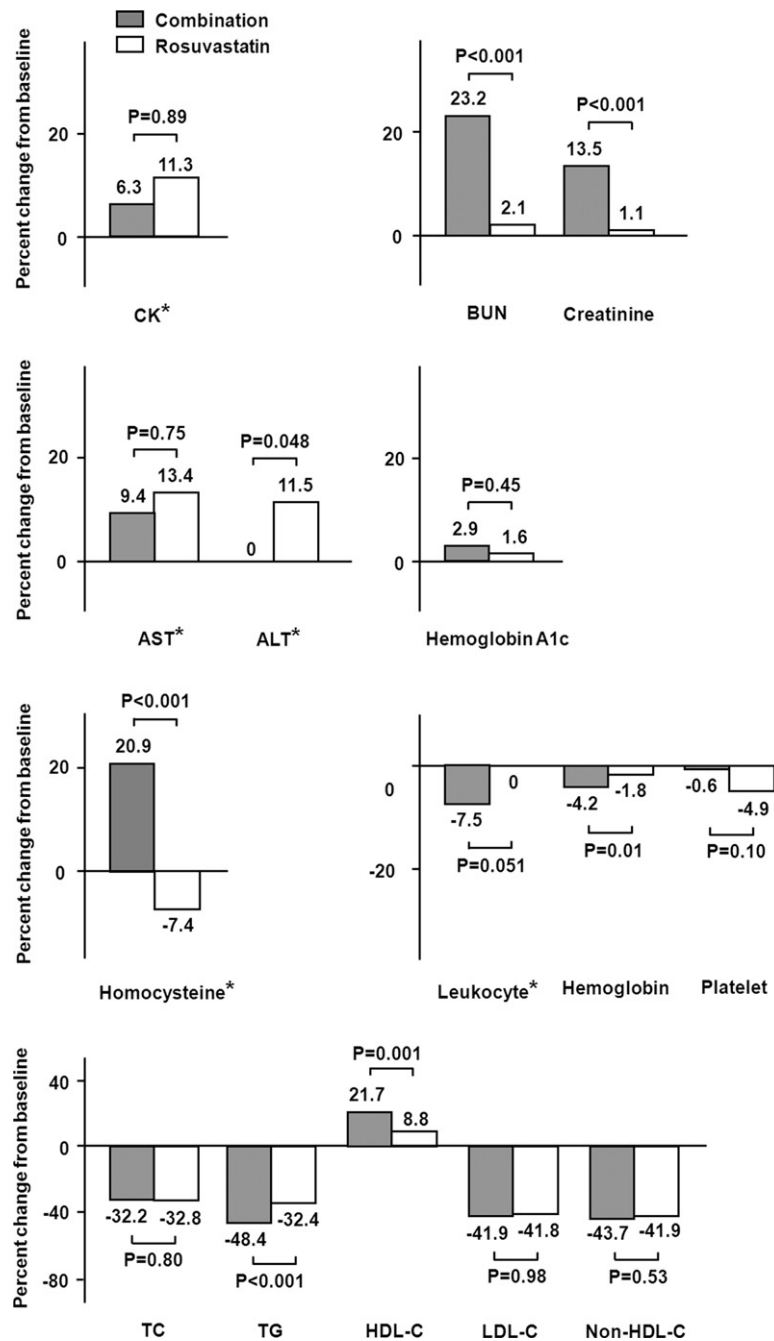 Combination
Rosuvastatin
Percent change from baseline
20
0
P=0.89
6.3
11.3
CK*
20
0
P<0.001
23.2
2.1
P<0.001
13.5
1.1
BUN
Creatinine
Percent change from baseline
20
0
P=0.75
9.4
13.4
P=0.048
0
11.5
AST*
ALT*
20
0
P=0.45
2.9
1.6
Hemoglobin A1c
Percent change from baseline
20
0
P<0.001
20.9
-7.4
Homocysteine*
0
-20
-7.5
0
P=0.051
-4.2
-1.8
P=0.01
-0.6
-4.9
P=0.10
Leukocyte*
Hemoglobin
Platelet
Percent change from baseline
40
0
-40
-80
-32.2
-32.8
P=0.80
-48.4
-32.4
P<0.001
P=0.001
21.7
8.8
-41.9
-41.8
P=0.98
-43.7
-41.9
P=0.53
TC
TG
HDL-C
LDL-C
Non-HDL-C